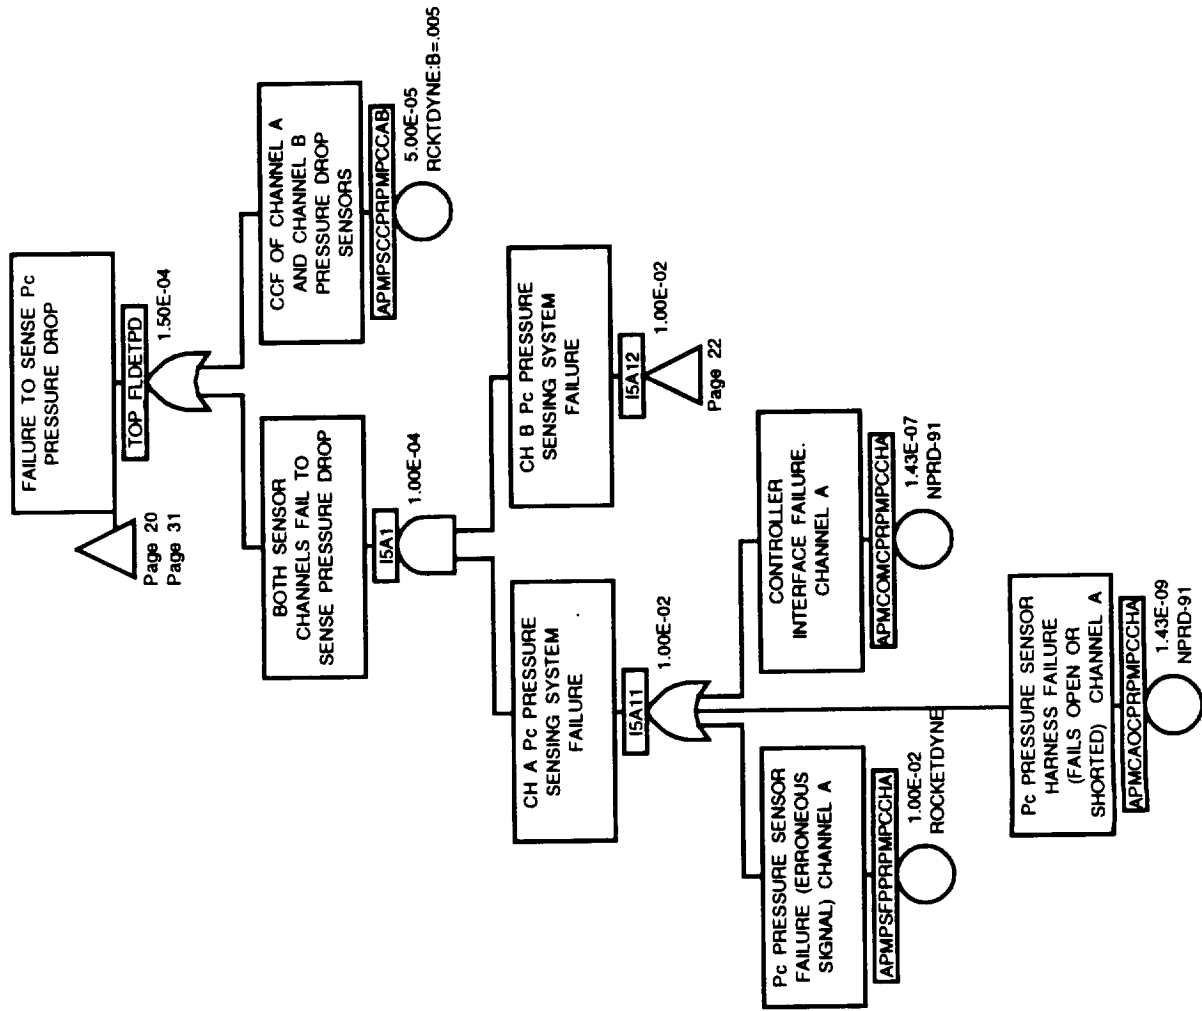 FAILURE TO SENSE Pc
PRESSURE DROP
TOP_FLDETPD
1.50E-04
Page 20
Page 31
BOTH SENSOR
CHANNELS FAIL TO
SENSE PRESSURE DROP
I5A1
1.00E-04
CCF OF CHANNEL A
AND CHANNEL B
PRESSURE DROP
SENSORS
APMPSCCPRPMPCCAB
5.00E-05
RCKTDYNE:B=.005
CH A Pc PRESSURE
SENSING SYSTEM
FAILURE
I5A11
1.00E-02
CH B Pc PRESSURE
SENSING SYSTEM
FAILURE
I5A12
1.00E-02
Page 22
Pc PRESSURE SENSOR
FAILURE (ERRONEOUS
SIGNAL) CHANNEL A
APMPSFPPRPMPCCHA
1.00E-02
ROCKETDYNE
CONTROLLER
INTERFACE FAILURE.
CHANNEL A
APMCOMCPRPMPCCHA
1.43E-07
NPRD-91
Pc PRESSURE SENSOR
HARNESS FAILURE
(FAILS OPEN OR
SHORTED) CHANNEL A
APMCAOCPRPMPCCHA
1.43E-09
NPRD-91